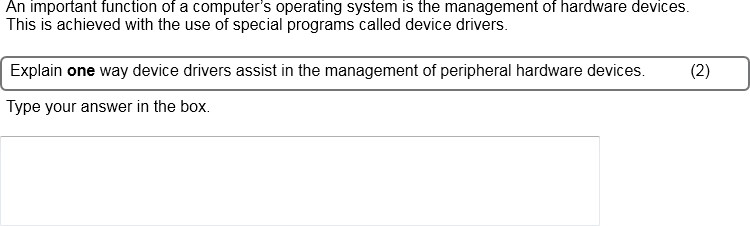 An important function of a computer's operating system is the management of hardware devices.
This is achieved with the use of special programs called device drivers.
Explain one way device drivers assist in the management of peripheral hardware devices. (2)
Type your answer in the box.